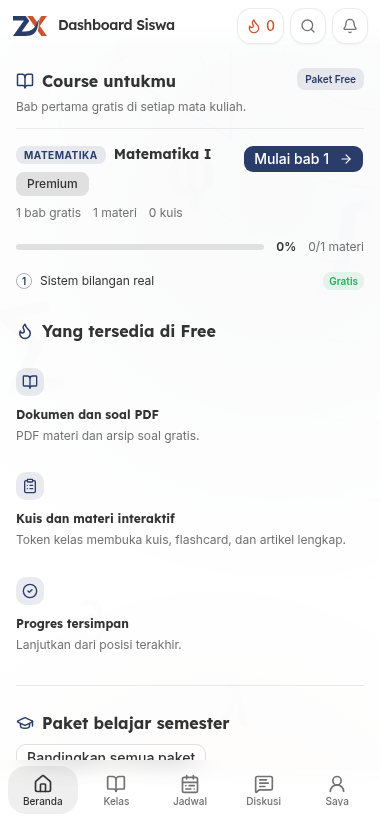 ZX Dashboard Siswa 0
Course untukmu Paket Free
Bab pertama gratis di setiap mata kuliah.
MATEMATIKA Matematika I Mulai bab 1 →
Premium
1 bab gratis 1 materi 0 kuis
0% 0/1 materi
1 Sistem bilangan real Gratis
Yang tersedia di Free
Dokumen dan soal PDF
PDF materi dan arsip soal gratis.
Kuis dan materi interaktif
Token kelas membuka kuis, flashcard, dan artikel lengkap.
Progres tersimpan
Lanjutkan dari posisi terakhir.
Paket belajar semester
Bandingkan semua paket
Beranda Kelas Jadwal Diskusi Saya